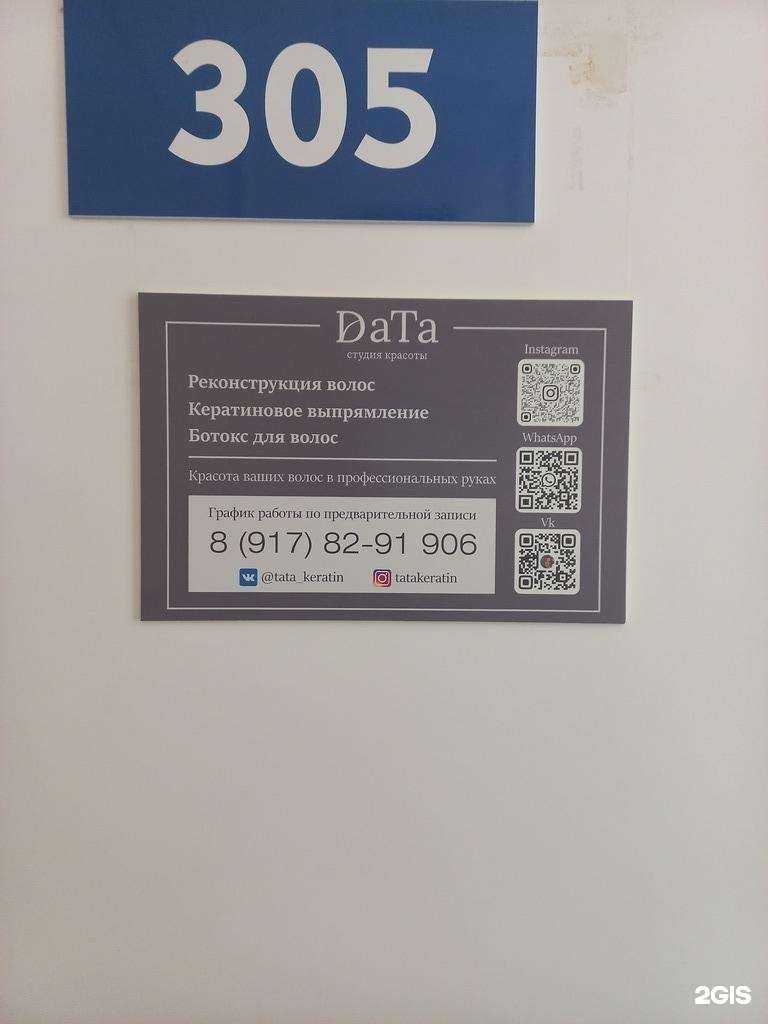 305
DaTa
студия красоты
Реконструкция волос
Кератиновое выпрямление
Ботокс для волос
Красота ваших волос в профессиональных руках
График работы по предварительной записи
8 (917) 82-91 906
@tata_keratin
tatakeratin
Instagram
WhatsApp
Vk
2GIS